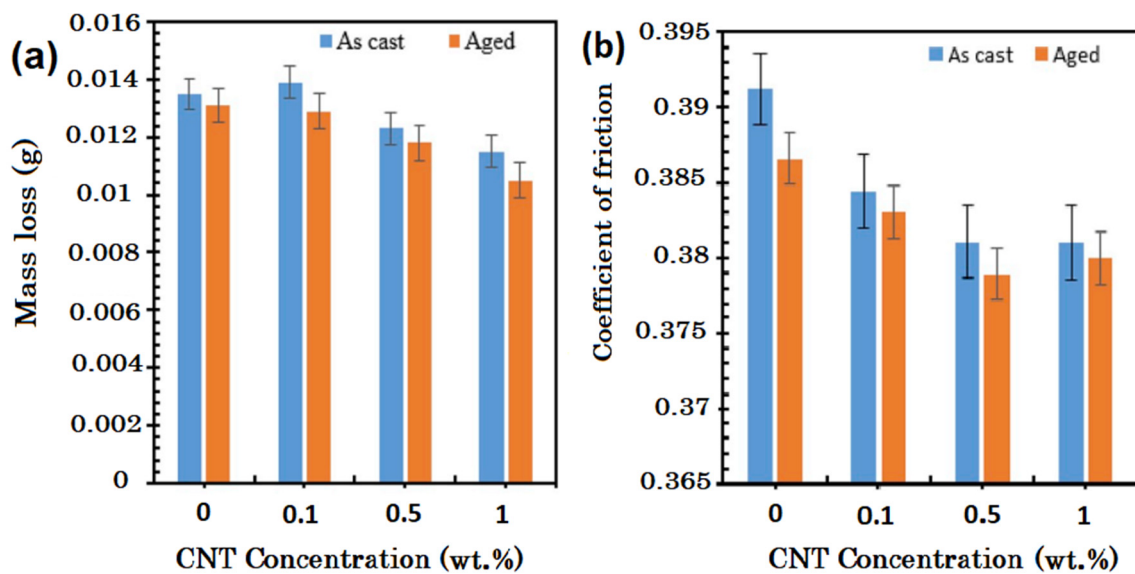 (a)
As cast Aged
Mass loss (g)
0.016
0.014
0.012
0.01
0.008
0.006
0.004
0.002
0
0 0.1 0.5 1
CNT Concentration (wt.%)
(b)
As cast Aged
Coefficient of friction
0.395
0.39
0.385
0.38
0.375
0.37
0.365
0 0.1 0.5 1
CNT Concentration (wt.%)